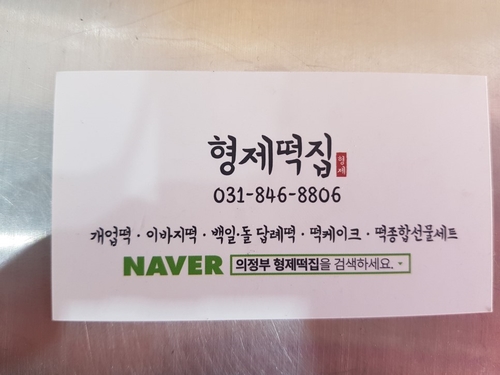 형제떡집 형제
031-846-8806
개업떡 · 이바지떡 · 백일·돌 답례떡 · 떡케이크 · 떡종합선물세트
NAVER 의정부 형제떡집을 검색하세요.